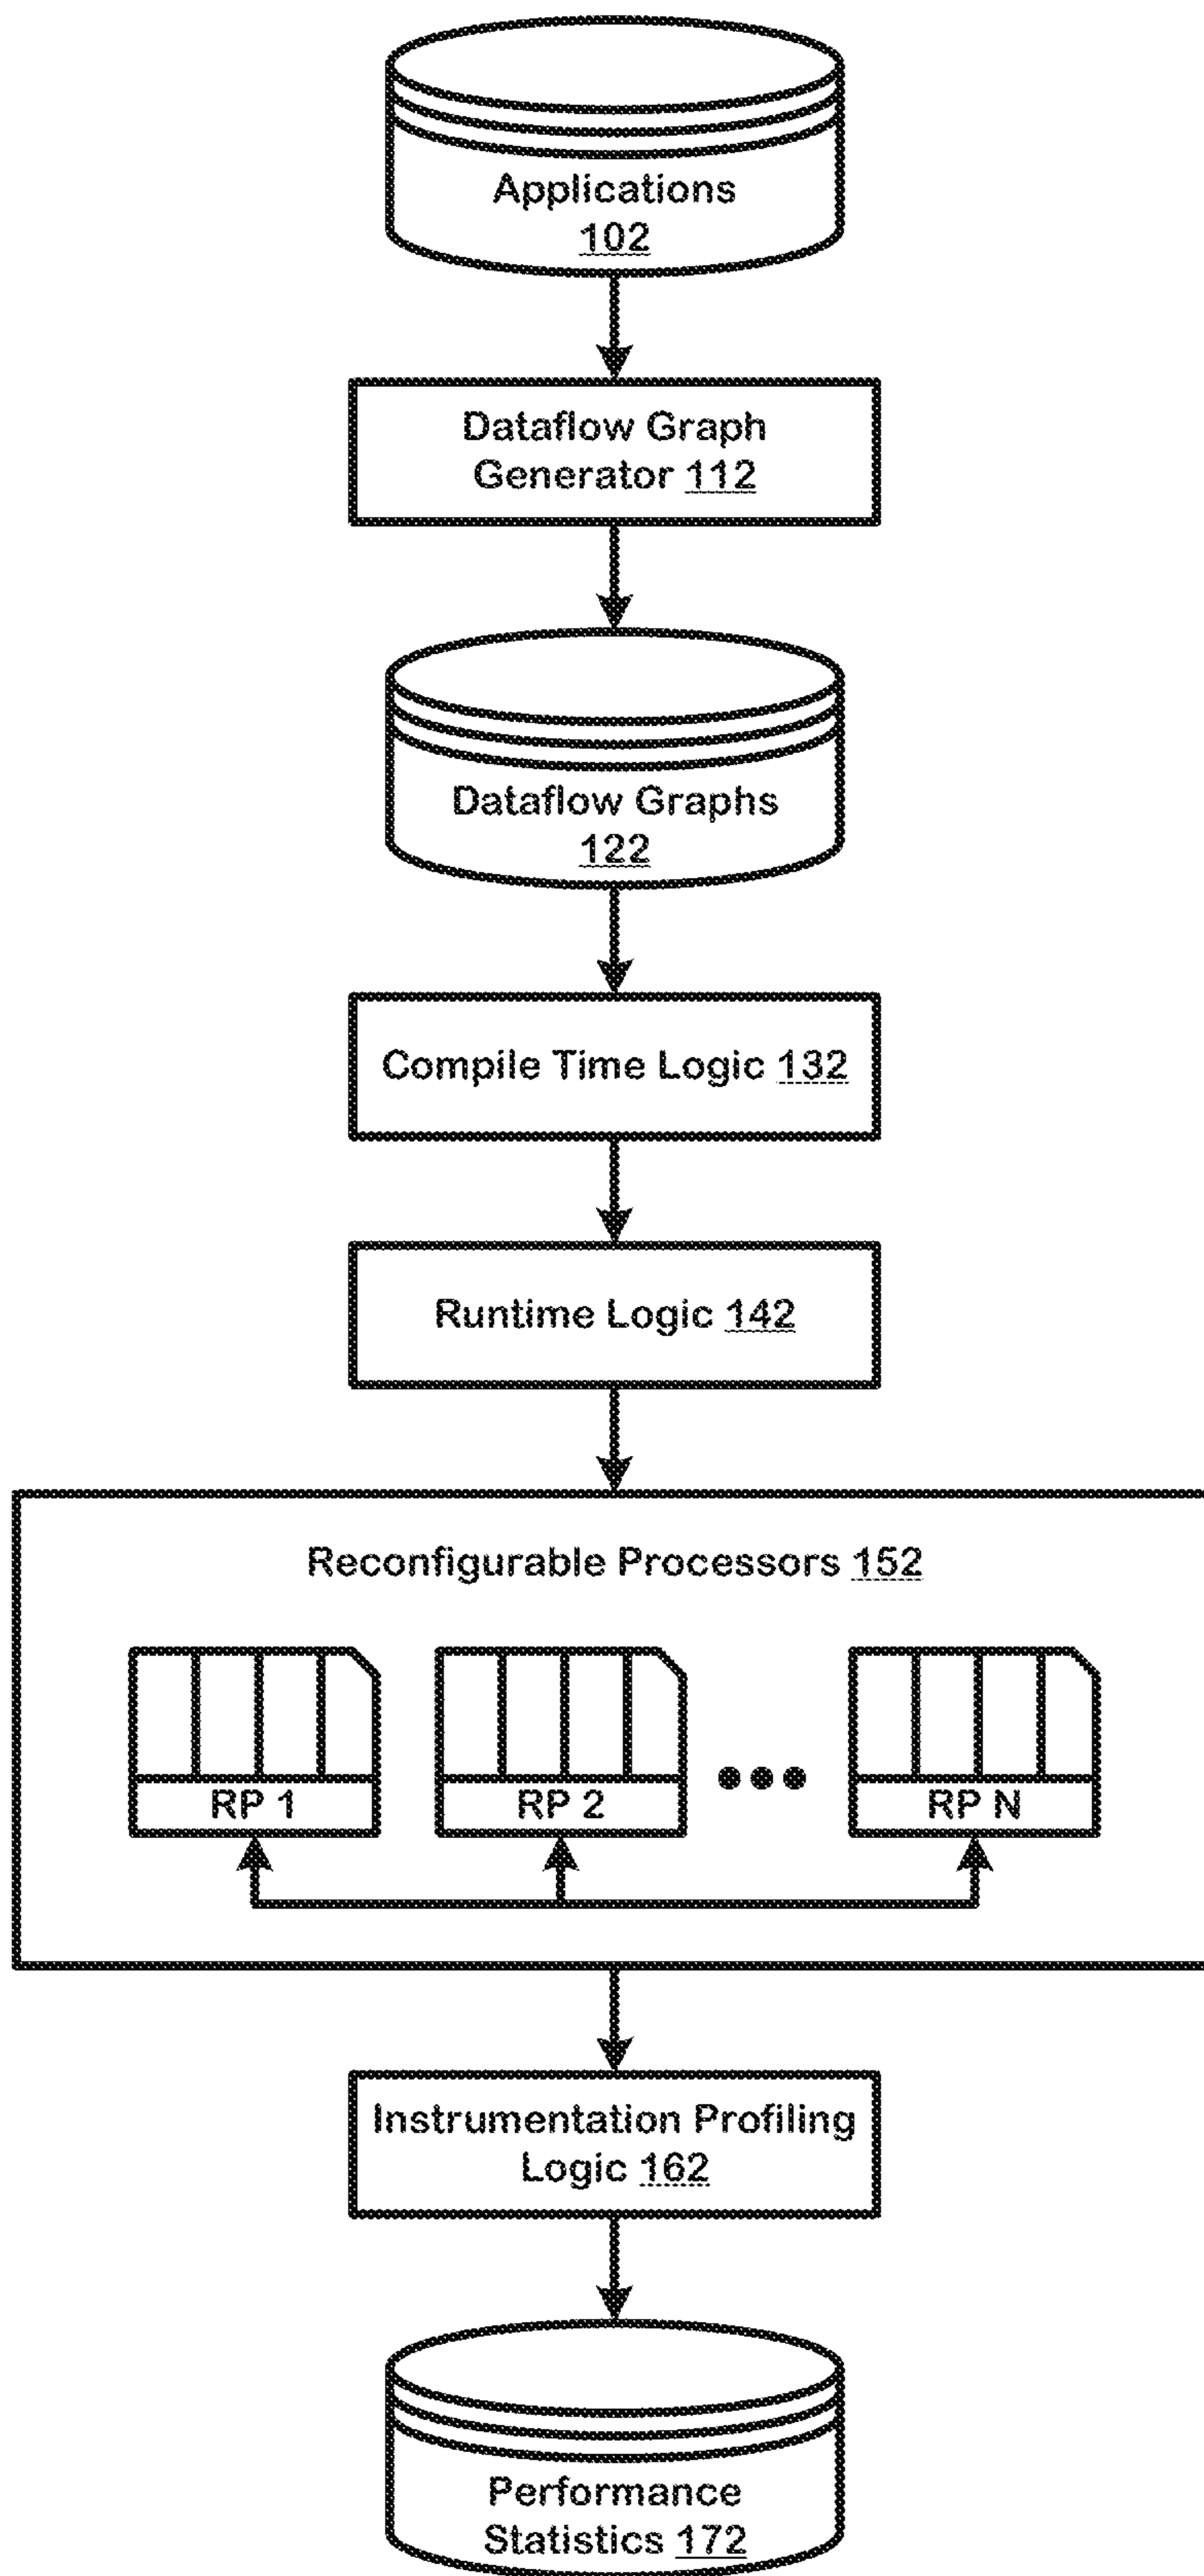 Applications
102
Dataflow Graph
Generator 112
Dataflow Graphs
122
Compile Time Logic 132
Runtime Logic 142
Reconfigurable Processors 152
RP 1
RP 2
RP N
Instrumentation Profiling
Logic 162
Performance
Statistics 172